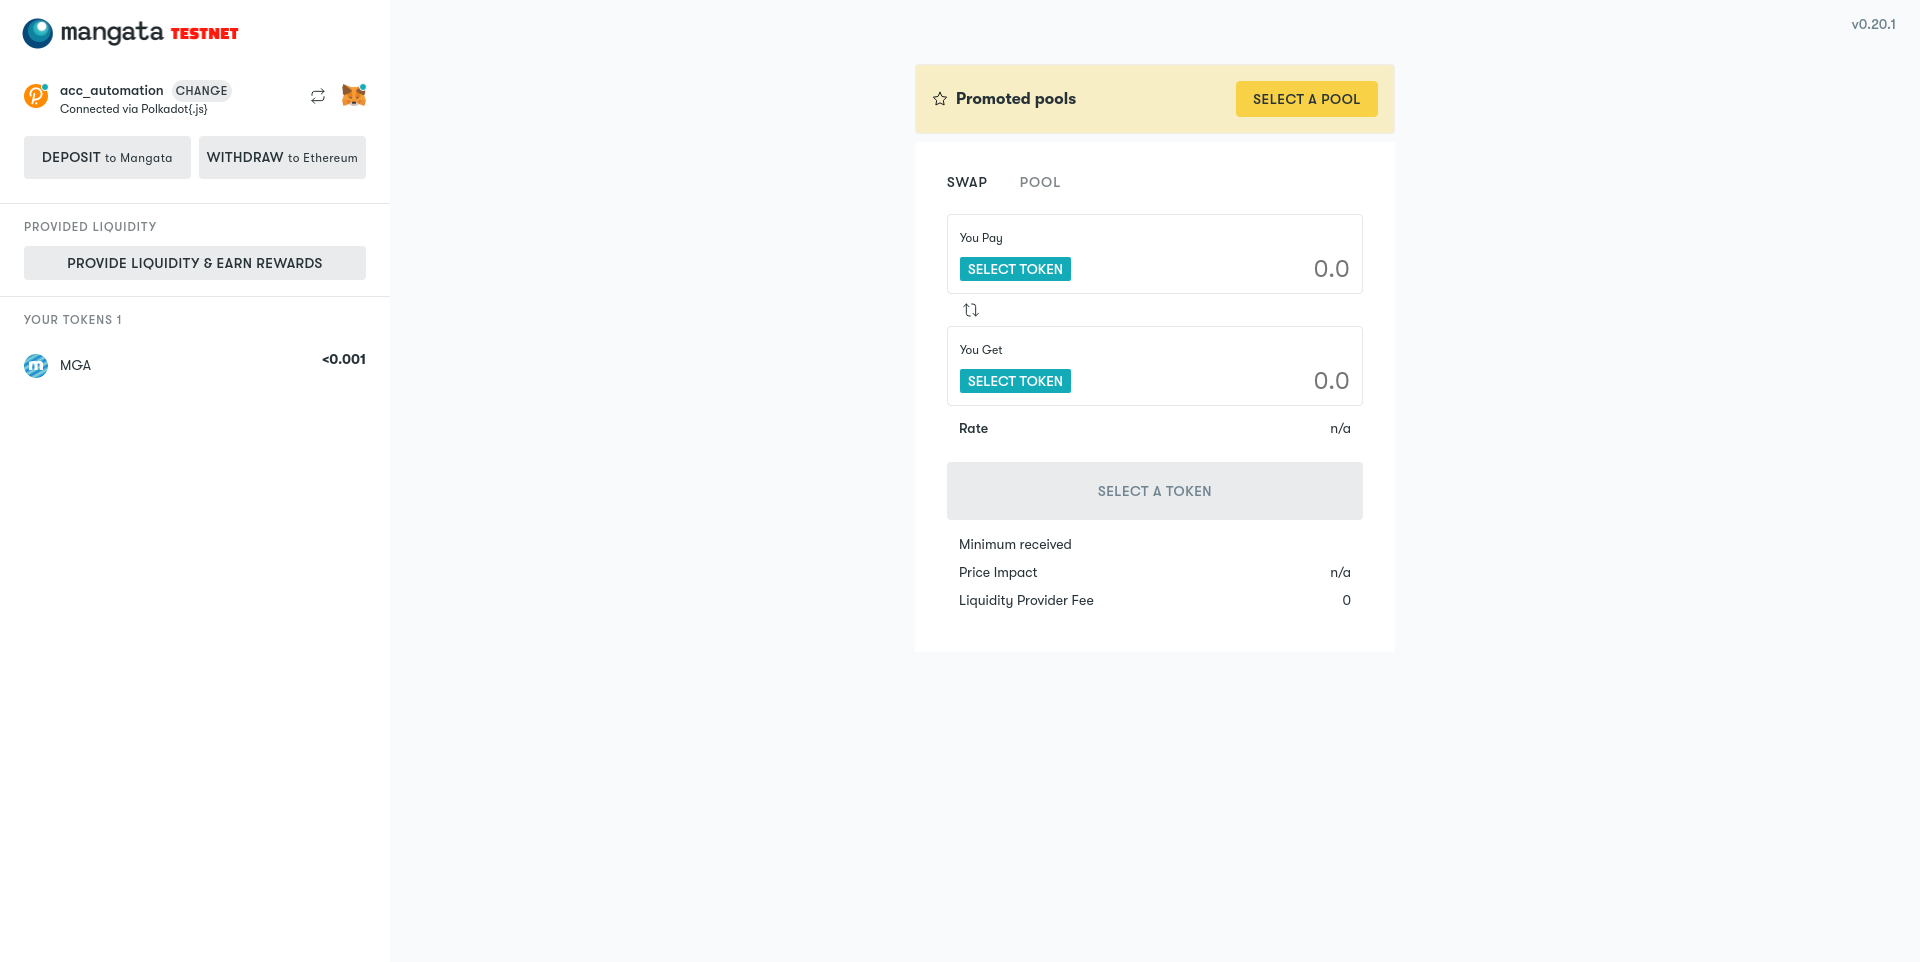 mangata TESTNET
v0.20.1
acc_automation CHANGE
Connected via Polkadot{.js}
DEPOSIT to Mangata
WITHDRAW to Ethereum
PROVIDED LIQUIDITY
PROVIDE LIQUIDITY & EARN REWARDS
YOUR TOKENS 1
MGA <0.001
Promoted pools
SELECT A POOL
SWAP POOL
You Pay
SELECT TOKEN 0.0
You Get
SELECT TOKEN 0.0
Rate n/a
SELECT A TOKEN
Minimum received
Price Impact n/a
Liquidity Provider Fee 0